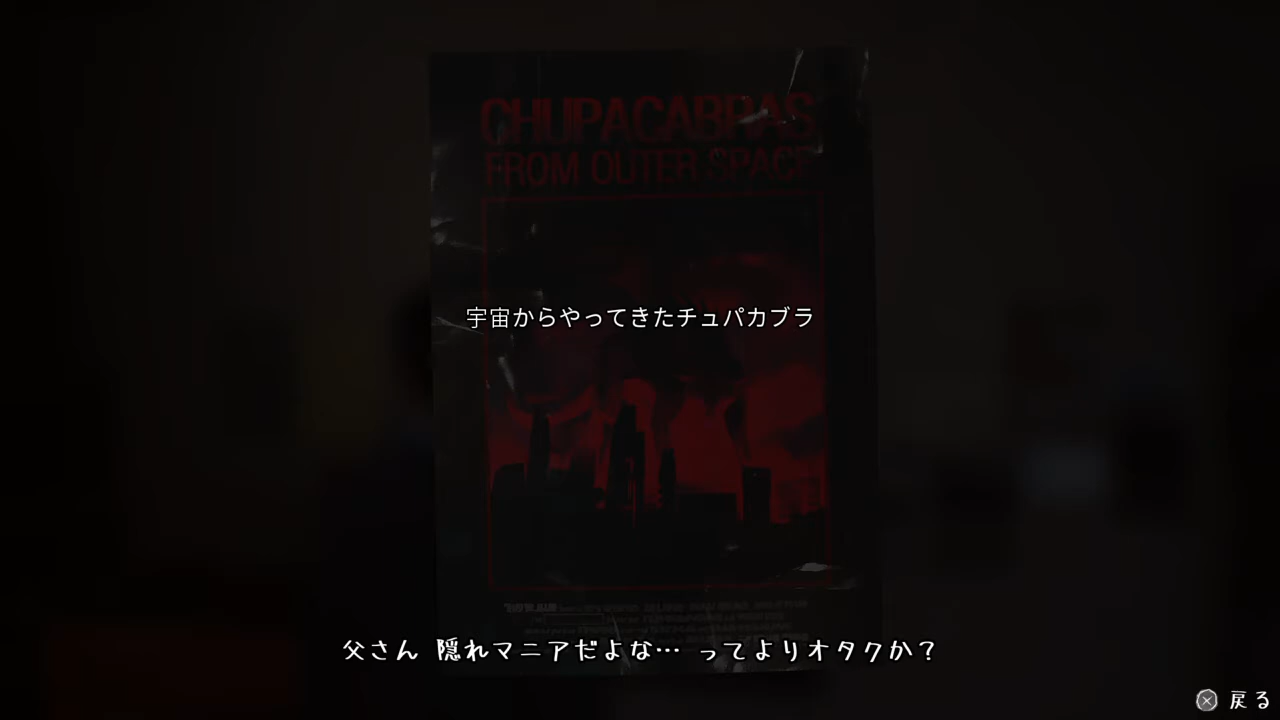 CHUPACABRAS
FROM OUTER SPACE
宇宙からやってきたチュパカブラ
父さん 隠れマニアだよな… ってよりオタクか？
戻る